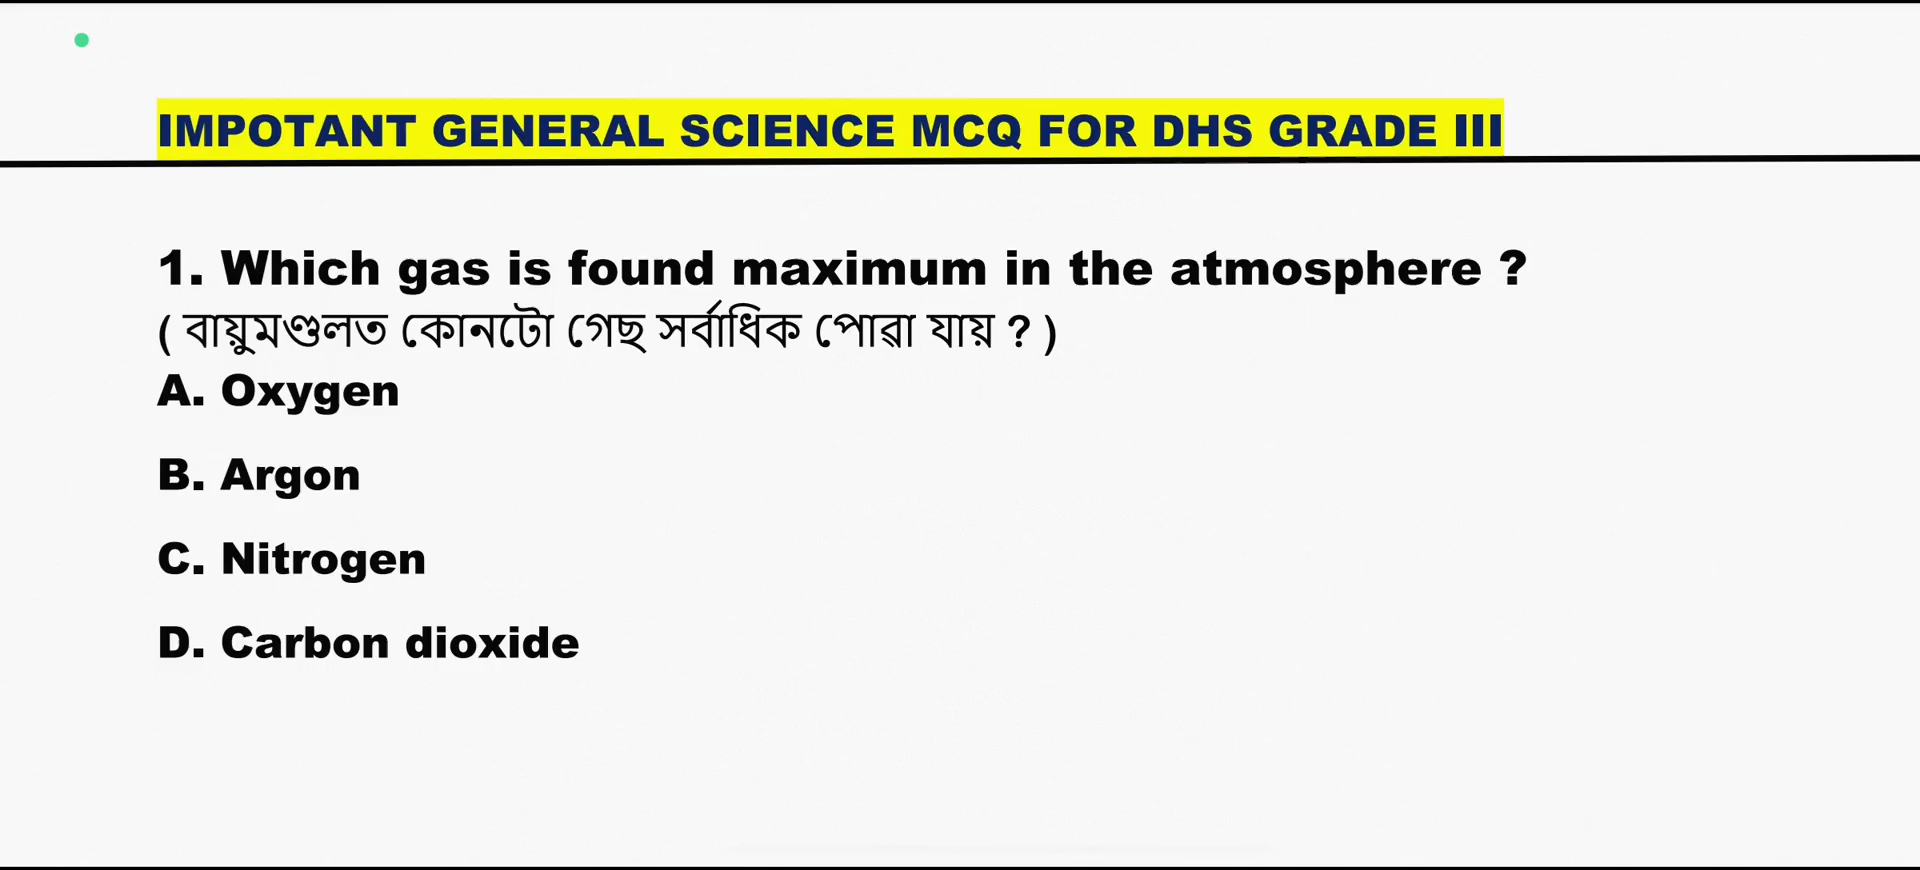 IMPOTANT GENERAL SCIENCE MCQ FOR DHS GRADE III
1. Which gas is found maximum in the atmosphere ?
( বায়ুমণ্ডলত কোনটো গেছ সৰ্বাধিক পোৱা যায় ? )
A. Oxygen
B. Argon
C. Nitrogen
D. Carbon dioxide